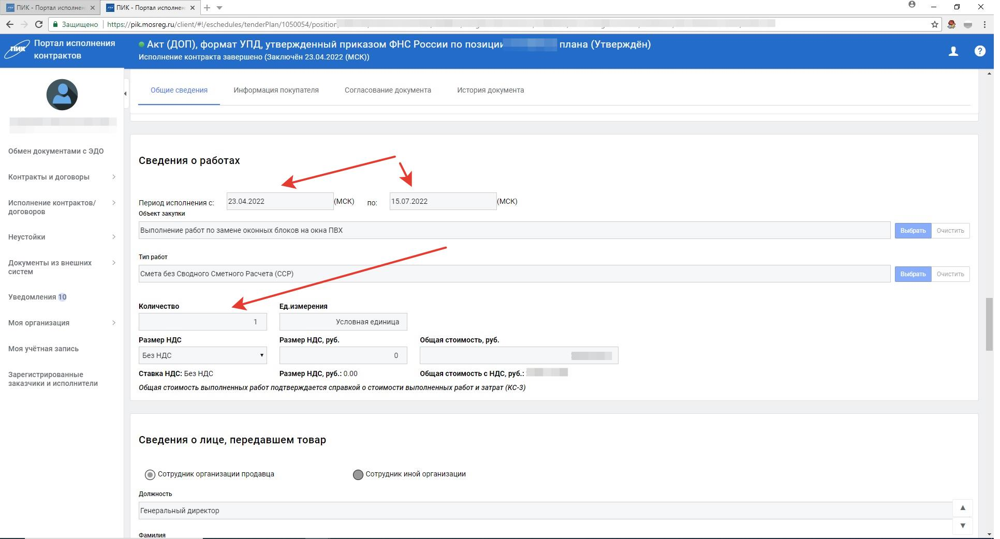 ПИК - Портал исполнен
ПИК - Портал исполнен
Защищено
https://pik.mosreg.ru/client/#!/eschedules/tenderPlan/1050054/position
ПИК
Портал исполнения
контрактов
Акт (ДОП), формат УПД, утвержденный приказом ФНС России по позиции плана (Утверждён)
Исполнение контракта завершено (Заключён 23.04.2022 (МСК))
?
Обмен документами с ЭДО
Контракты и договоры
Исполнение контрактов/
договоров
Неустойки
Документы из внешних
систем
Уведомления 10
Моя организация
Моя учётная запись
Зарегистрированные
заказчики и исполнители
Общие сведения
Информация покупателя
Согласование документа
История документа
Сведения о работах
Период исполнения с: 23.04.2022 (МСК) по: 15.07.2022 (МСК)
Объект закупки
Выполнение работ по замене оконных блоков на окна ПВХ
Выбрать
Очистить
Тип работ
Смета без Сводного Сметного Расчета (ССР)
Выбрать
Очистить
Количество
Ед.измерения
1
Условная единица
Размер НДС
Размер НДС, руб.
Общая стоимость, руб.
Без НДС
0
Ставка НДС: Без НДС
Размер НДС, руб.: 0.00
Общая стоимость с НДС, руб.:
Общая стоимость выполненных работ подтверждается справкой о стоимости выполненных работ и затрат (КС-3)
Сведения о лице, передавшем товар
Сотрудник организации продавца
Сотрудник иной организации
Должность
Генеральный директор
Фамилия